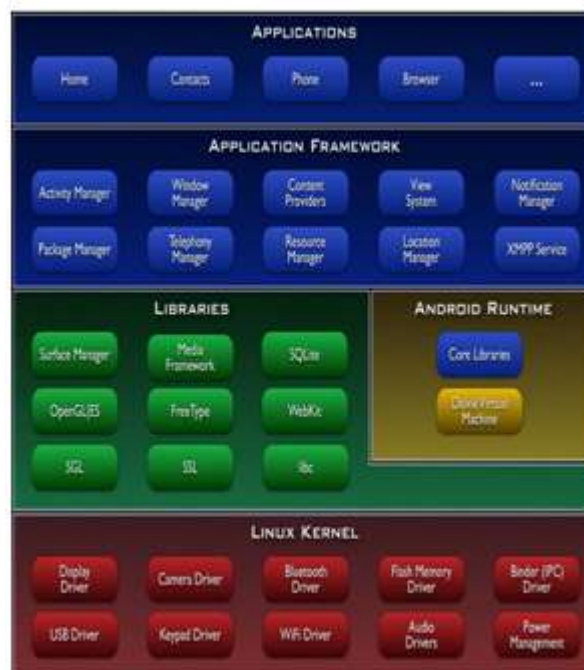 APPLICATIONS
Home
Contacts
Phone
Browser
...
APPLICATION FRAMEWORK
Activity Manager
Window
Manager
Content
Providers
View
System
Notification
Manager
Package Manager
Telephony
Manager
Resource
Manager
Location
Manager
XMPP Service
LIBRARIES
Surface Manager
Media
Framework
SQLite
OpenGL|ES
FreeType
WebKit
SGL
SSL
libc
ANDROID RUNTIME
Core Libraries
Dalvik Virtual
Machine
LINUX KERNEL
Display
Driver
Camera Driver
Bluetooth
Driver
Flash Memory
Driver
Binder (IPC)
Driver
USB Driver
Keypad Driver
WiFi Driver
Audio
Drivers
Power
Management